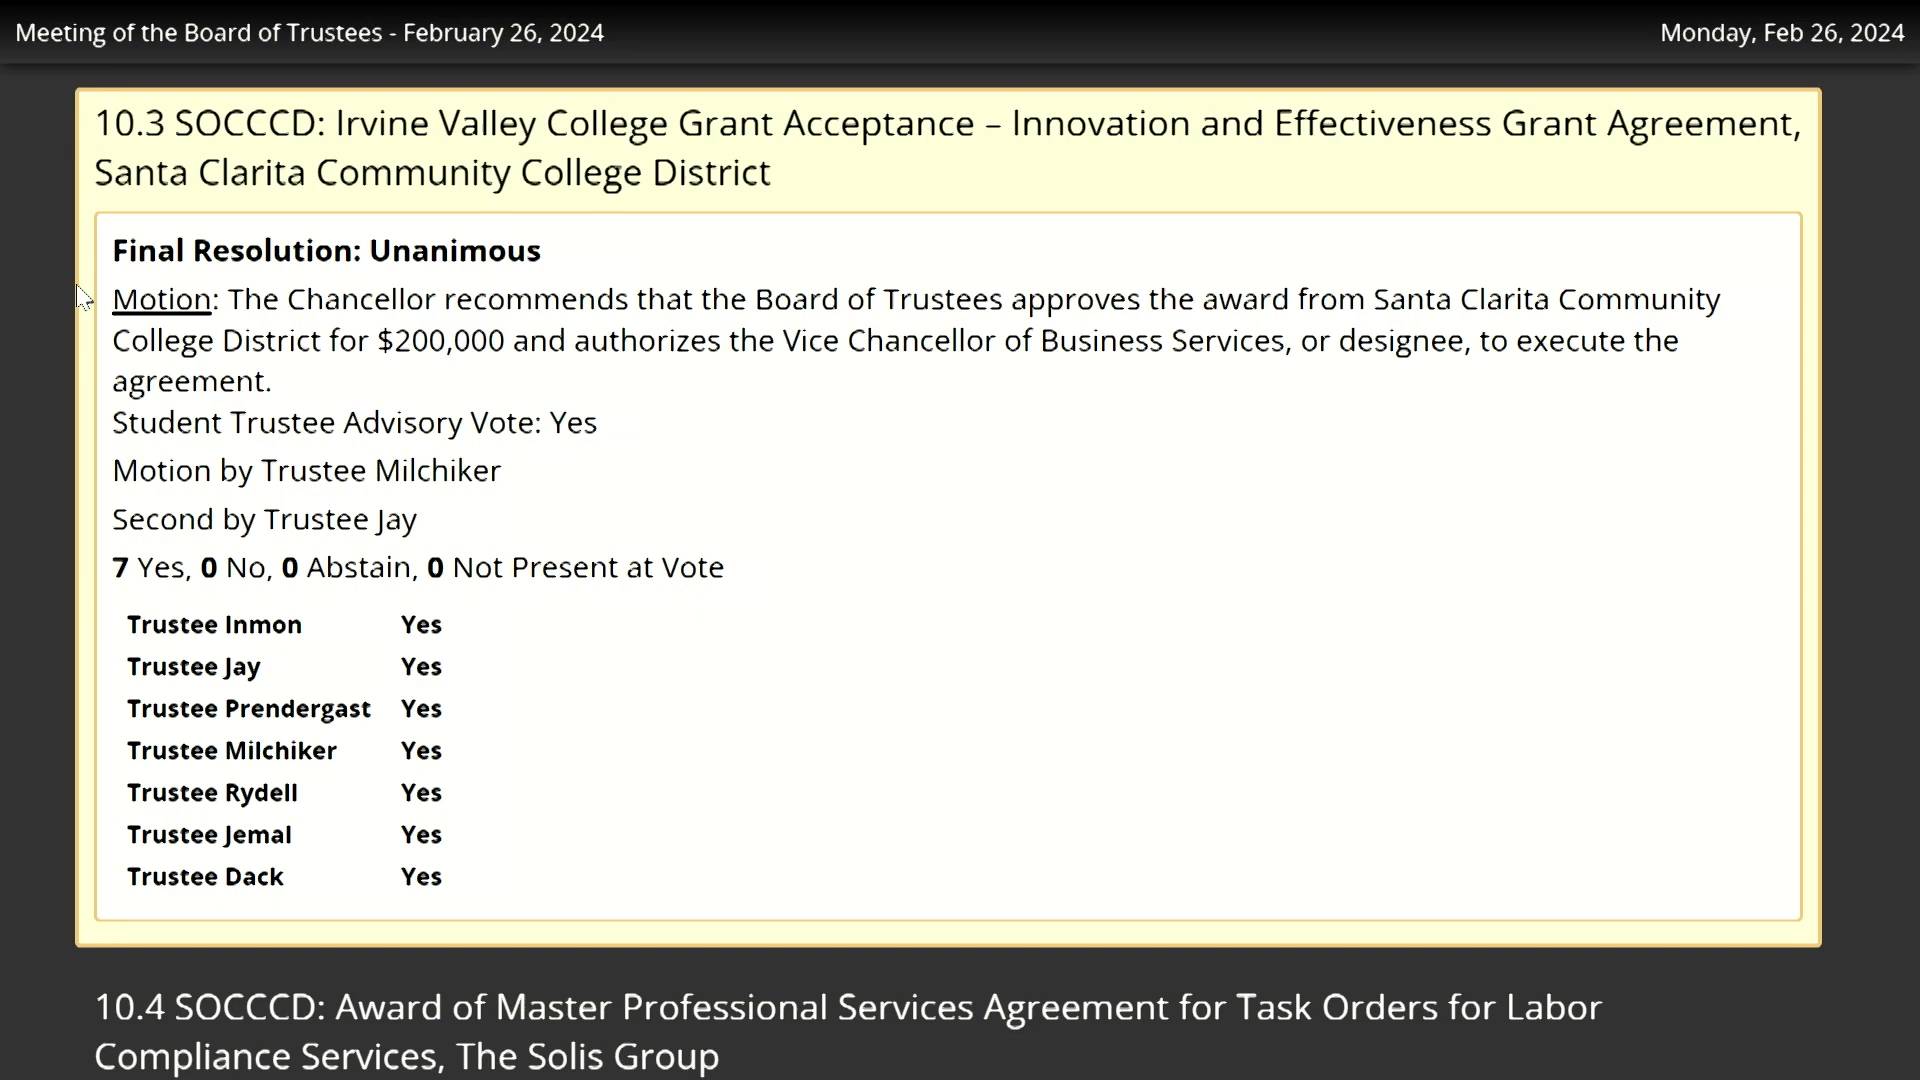 Meeting of the Board of Trustees - February 26, 2024
Monday, Feb 26, 2024
10.3 SOCCCD: Irvine Valley College Grant Acceptance – Innovation and Effectiveness Grant Agreement,
Santa Clarita Community College District
Final Resolution: Unanimous
Motion: The Chancellor recommends that the Board of Trustees approves the award from Santa Clarita Community
College District for $200,000 and authorizes the Vice Chancellor of Business Services, or designee, to execute the
agreement.
Student Trustee Advisory Vote: Yes
Motion by Trustee Milchiker
Second by Trustee Jay
7 Yes, 0 No, 0 Abstain, 0 Not Present at Vote
Trustee Inmon Yes
Trustee Jay Yes
Trustee Prendergast Yes
Trustee Milchiker Yes
Trustee Rydell Yes
Trustee Jemal Yes
Trustee Dack Yes
10.4 SOCCCD: Award of Master Professional Services Agreement for Task Orders for Labor
Compliance Services, The Solis Group